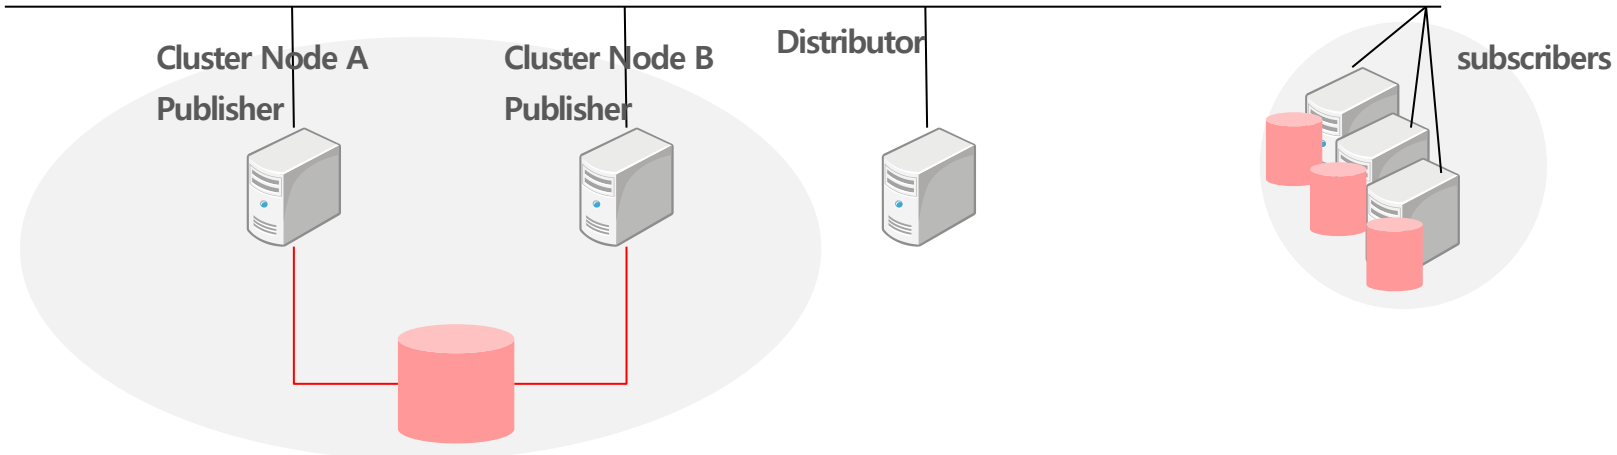 Cluster Node A
Publisher
Cluster Node B
Publisher
Distributor
subscribers